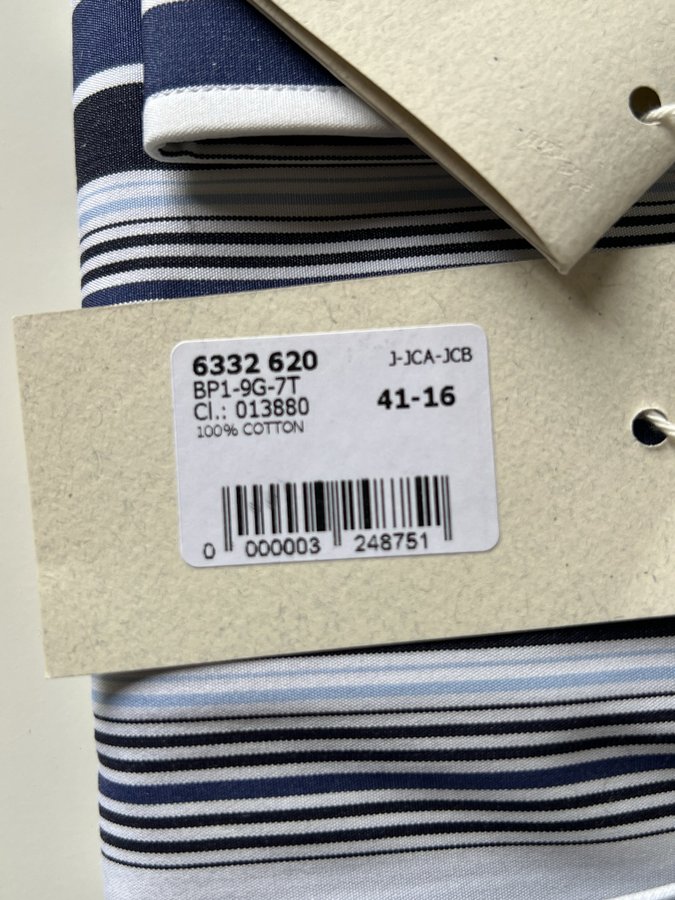 6332 620 J-JCA-JCB
BP1-9G-7T
Cl.: 013880 41-16
100% COTTON
0 000003 248751